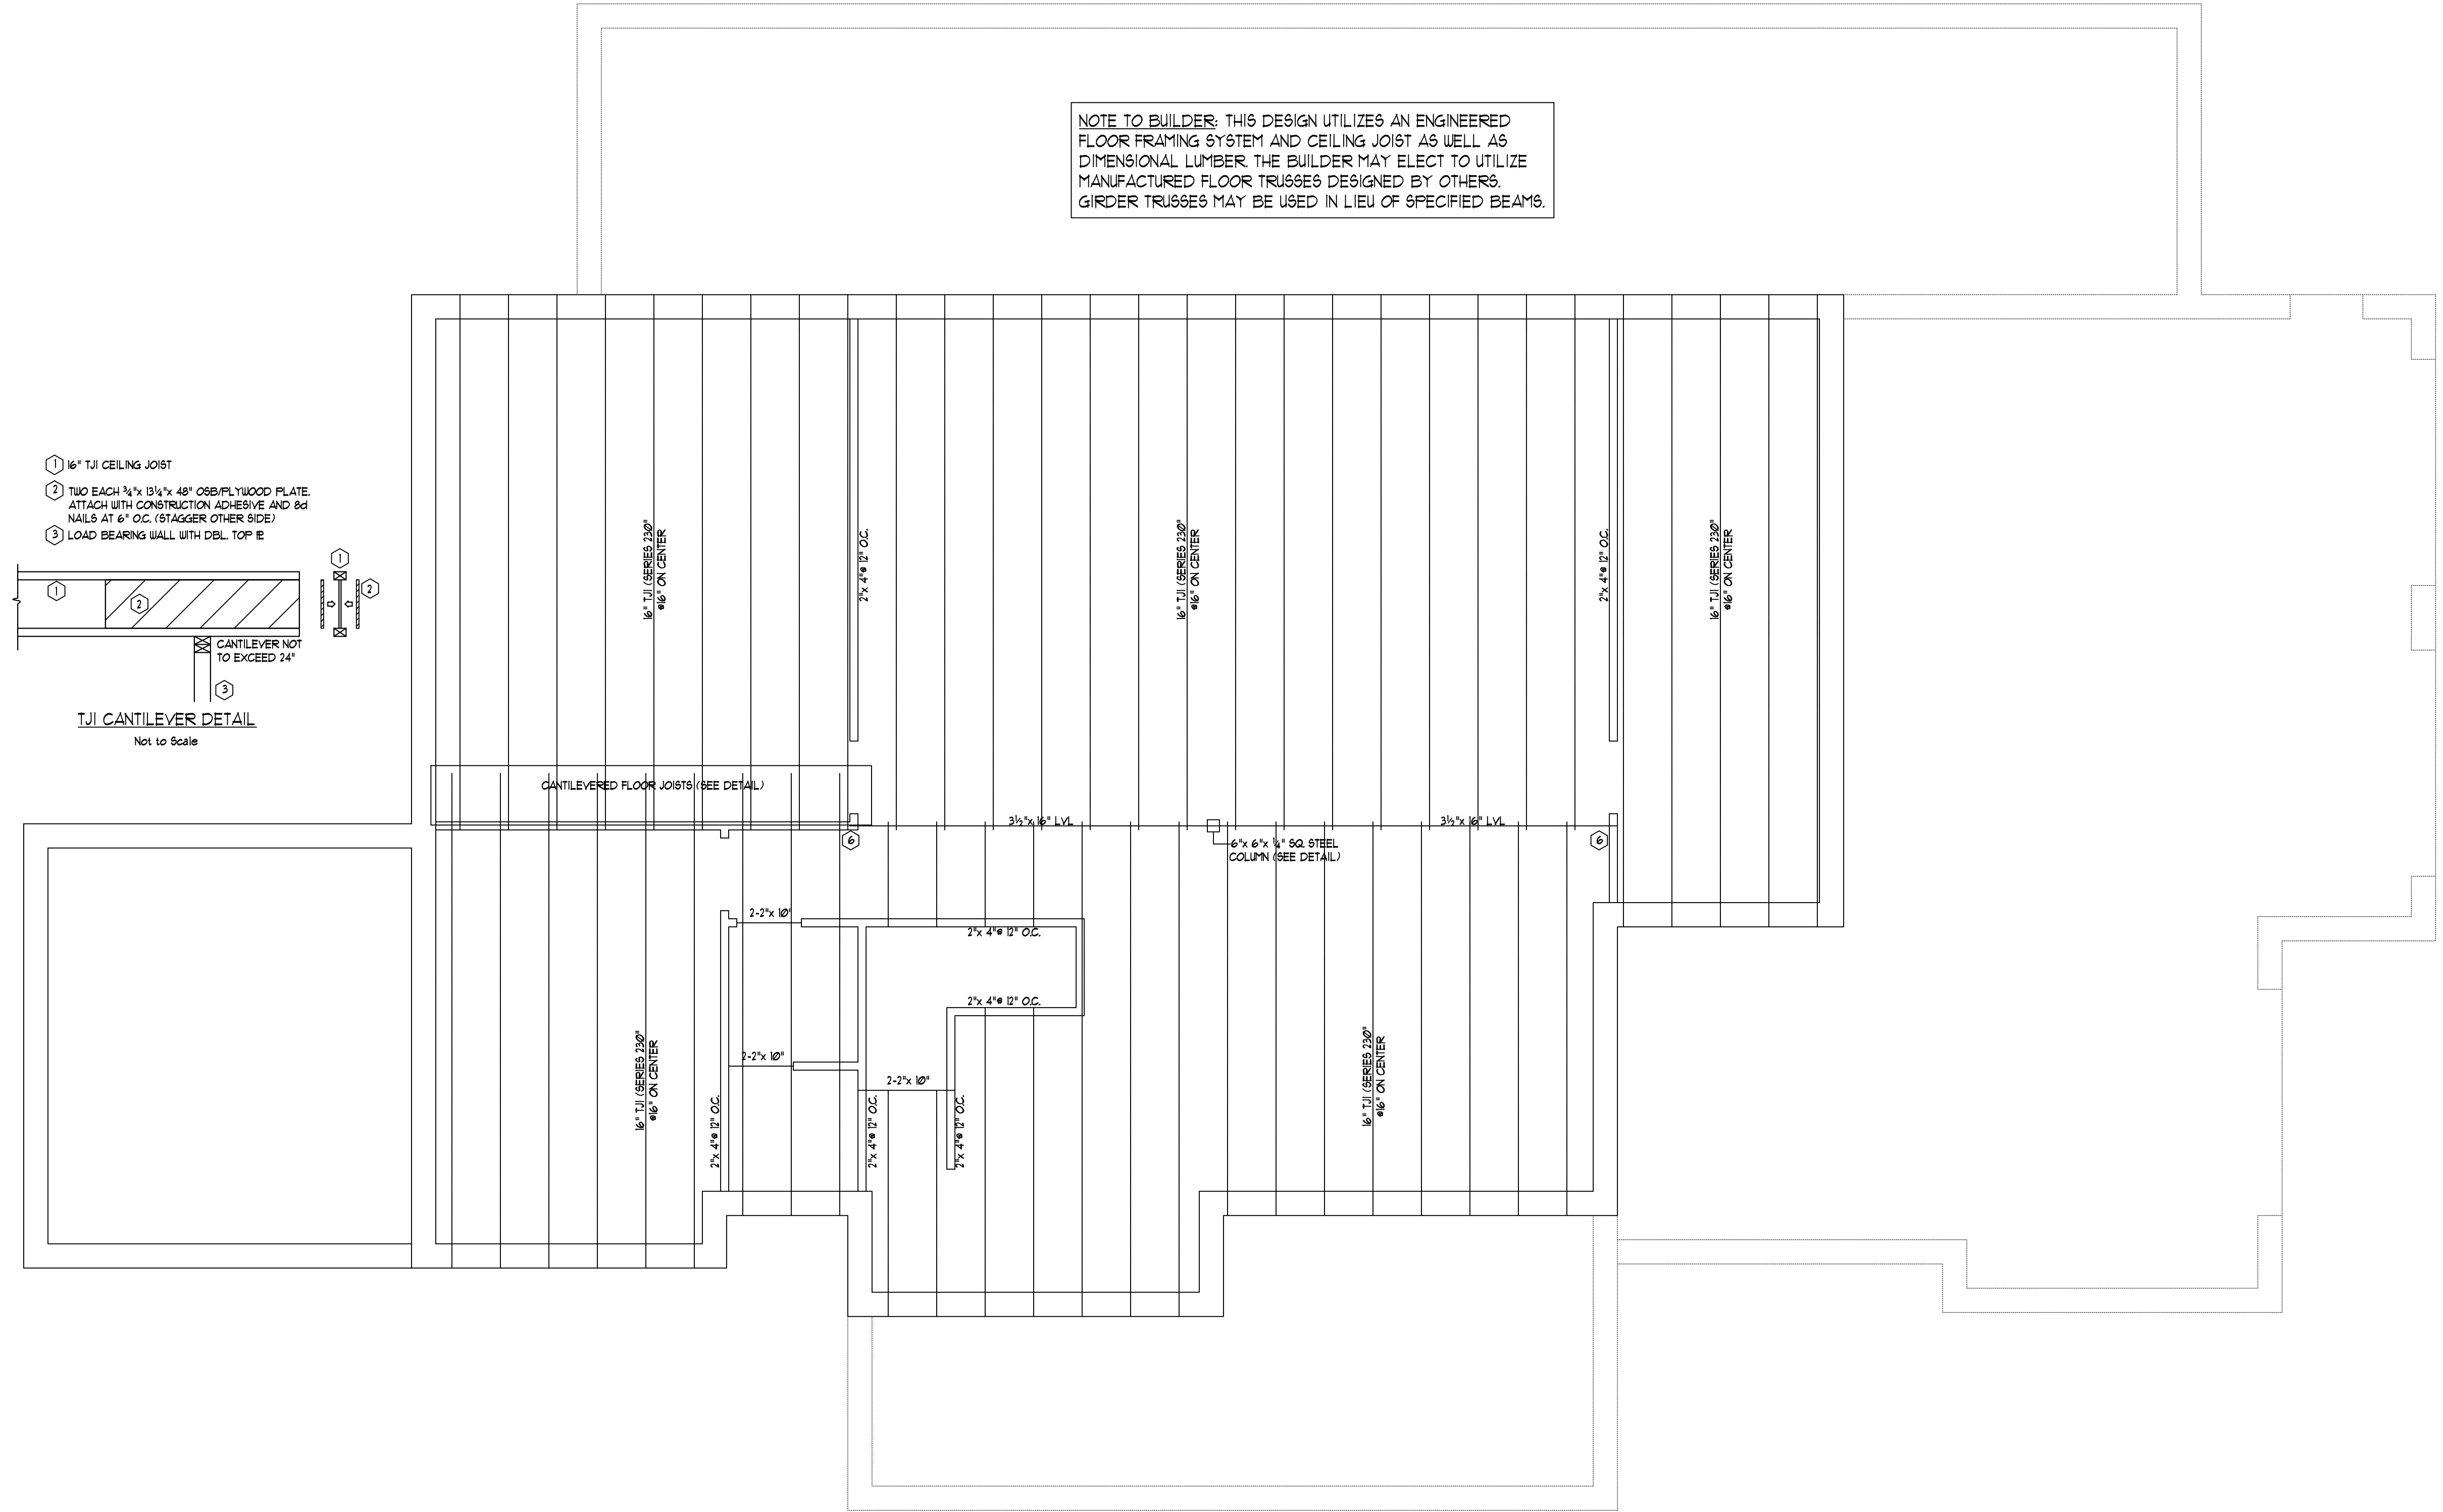 NOTE TO BUILDER: THIS DESIGN UTILIZES AN ENGINEERED
FLOOR FRAMING SYSTEM AND CEILING JOIST AS WELL AS
DIMENSIONAL LUMBER. THE BUILDER MAY ELECT TO UTILIZE
MANUFACTURED FLOOR TRUSSES DESIGNED BY OTHERS.
GIRDER TRUSSES MAY BE USED IN LIEU OF SPECIFIED BEAMS.
1 16" TJI CEILING JOIST
2 TWO EACH ¾"x 13¼"x 48" OSB/PLYWOOD PLATE.
ATTACH WITH CONSTRUCTION ADHESIVE AND 8d
NAILS AT 6" O.C. (STAGGER OTHER SIDE)
3 LOAD BEARING WALL WITH DBL. TOP PL
1
1
2
2
CANTILEVER NOT
TO EXCEED 24"
3
TJI CANTILEVER DETAIL
Not to Scale
16" TJI (SERIES 230"
@16" ON CENTER
2"x 4"@ 12" O.C.
16" TJI (SERIES 230"
@16" ON CENTER
2"x 4"@ 12" O.C.
16" TJI (SERIES 230"
@16" ON CENTER
CANTILEVERED FLOOR JOISTS (SEE DETAIL)
3½"x 16" LVL
3½"x 16" LVL
6
6
6"x 6"x ¼" SQ. STEEL
COLUMN (SEE DETAIL)
2-2"x 10"
2"x 4"@ 12" O.C.
2"x 4"@ 12" O.C.
2-2"x 10"
2-2"x 10"
16" TJI (SERIES 230"
@16" ON CENTER
2"x 4"@ 12" O.C.
2"x 4"@ 12" O.C.
2"x 4"@ 12" O.C.
16" TJI (SERIES 230"
@16" ON CENTER